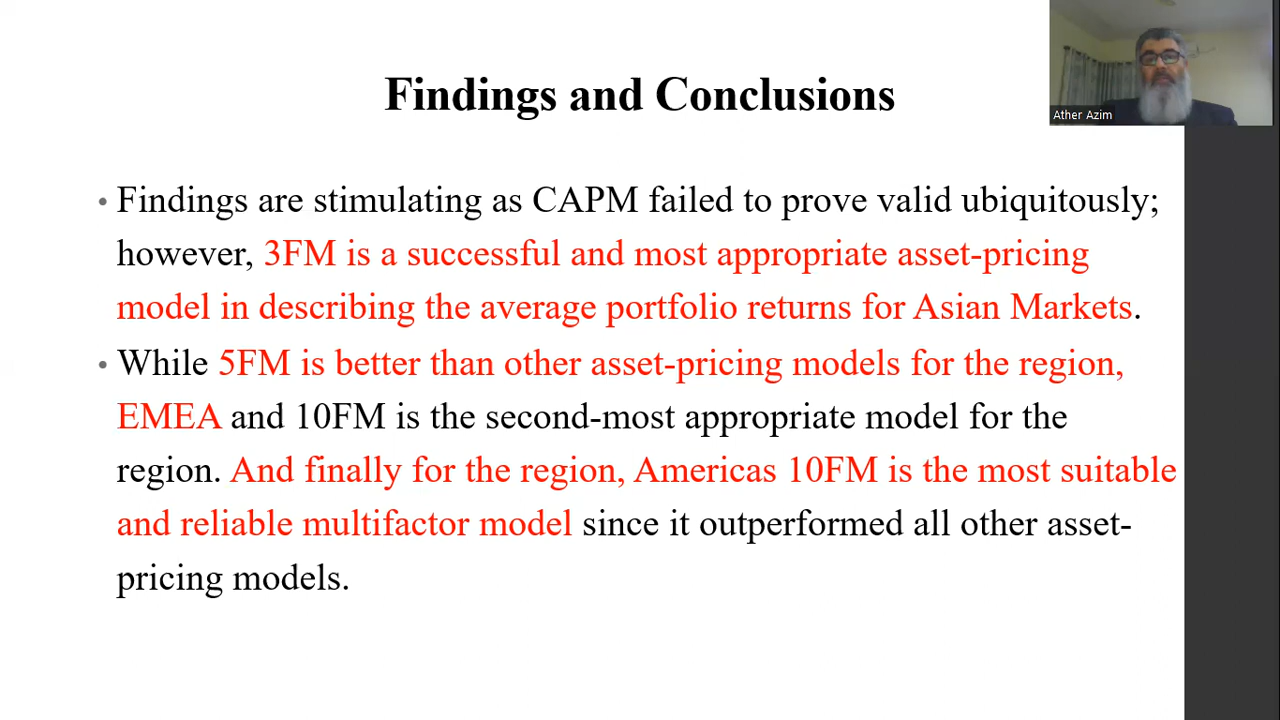 Findings and Conclusions
Ather Azim
• Findings are stimulating as CAPM failed to prove valid ubiquitously;
however, 3FM is a successful and most appropriate asset-pricing
model in describing the average portfolio returns for Asian Markets.
• While 5FM is better than other asset-pricing models for the region,
EMEA and 10FM is the second-most appropriate model for the
region. And finally for the region, Americas 10FM is the most suitable
and reliable multifactor model since it outperformed all other asset-
pricing models.